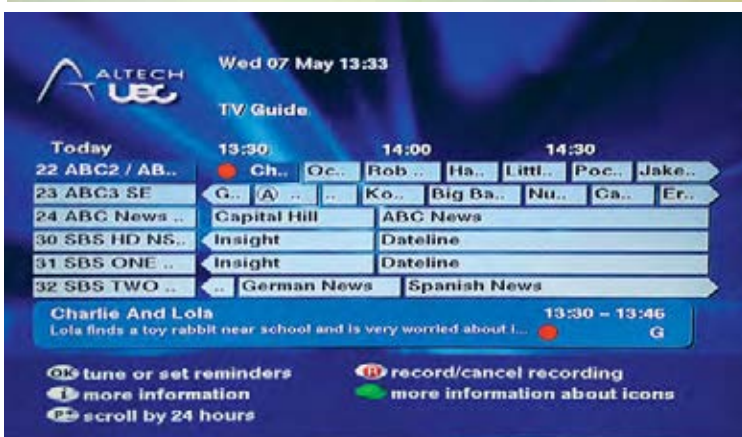 ALTECH
UEC
Wed 07 May 13:33
TV Guide
Today 13:30 14:00 14:30
22 ABC2 / AB.. Ch.. Oc.. Rob .. Ha.. Littl.. Poc.. Jake..
23 ABC3 SE G.. A .. .. Ko.. Big Ba.. Nu.. Ca.. Er..
24 ABC News .. Capital Hill ABC News
30 SBS HD NS.. Insight Dateline
31 SBS ONE .. Insight Dateline
32 SBS TWO .. .. German News Spanish News
Charlie And Lola 13:30 – 13:46
Lola finds a toy rabbit near school and is very worried about i... G
OK tune or set reminders R record/cancel recording
i more information more information about icons
P+ scroll by 24 hours